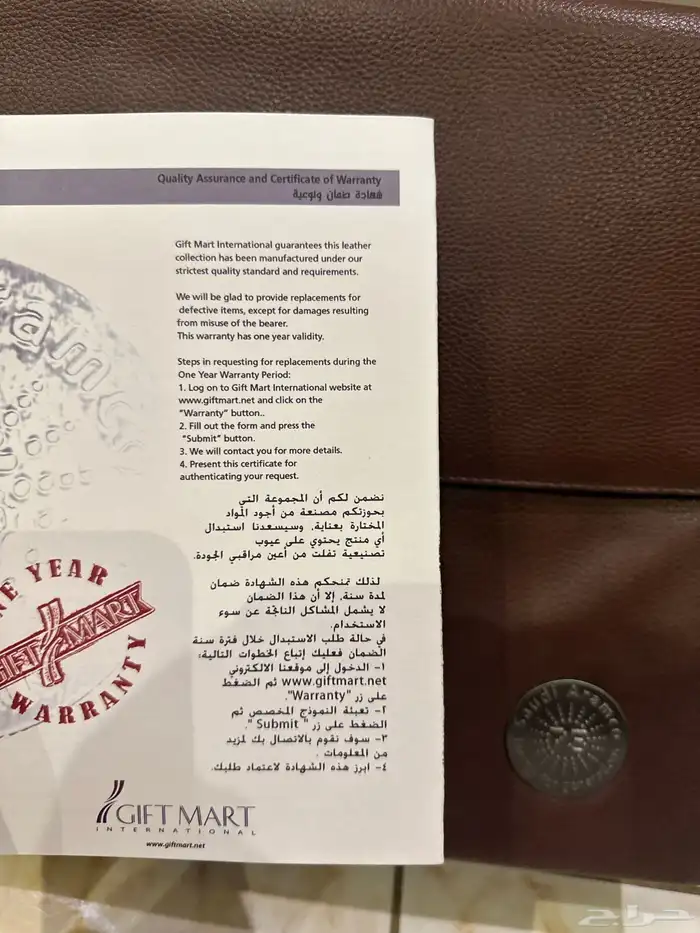 Quality Assurance and Certificate of Warranty
شهادة ضمان ونوعية
Gift Mart International guarantees this leather
collection has been manufactured under our
strictest quality standard and requirements.
We will be glad to provide replacements for
defective items, except for damages resulting
from misuse of the bearer.
This warranty has one year validity.
Steps in requesting for replacements during the
One Year Warranty Period:
1. Log on to Gift Mart International website at
www.giftmart.net and click on the
"Warranty" button..
2. Fill out the form and press the
"Submit" button.
3. We will contact you for more details.
4. Present this certificate for
authenticating your request.
نضمن لكم أن المجموعة التي
بحوزتكم مصنعة من أجود المواد
المختارة بعناية. وسيسعدنا استبدال
أي منتج يحتوي على عيوب
تصنيعية تفلت من أعين مراقبي الجودة.
لذلك تمنحكم هذه الشهادة ضمان
لمدة سنة. إلا أن هذا الضمان
لا يشمل المشاكل الناتجة عن سوء
الاستخدام.
في حالة طلب الاستبدال خلال فترة سنة
الضمان فعليك إتباع الخطوات التالية:
١- الدخول إلى موقعنا الالكتروني
www.giftmart.net ثم الضغط
على زر "Warranty".
٢- تعبئة النموذج المخصص ثم
الضغط على زر " Submit ".
٣- سوف نقوم بالاتصال بك لمزيد
من المعلومات .
٤- ابرز هذه الشهادة لاعتماد طلبك.
NE YEAR
GIFT MART
WARRANTY
GIFT MART
INTERNATIONAL
www.giftmart.net
Saudi Aramco
75
حراج